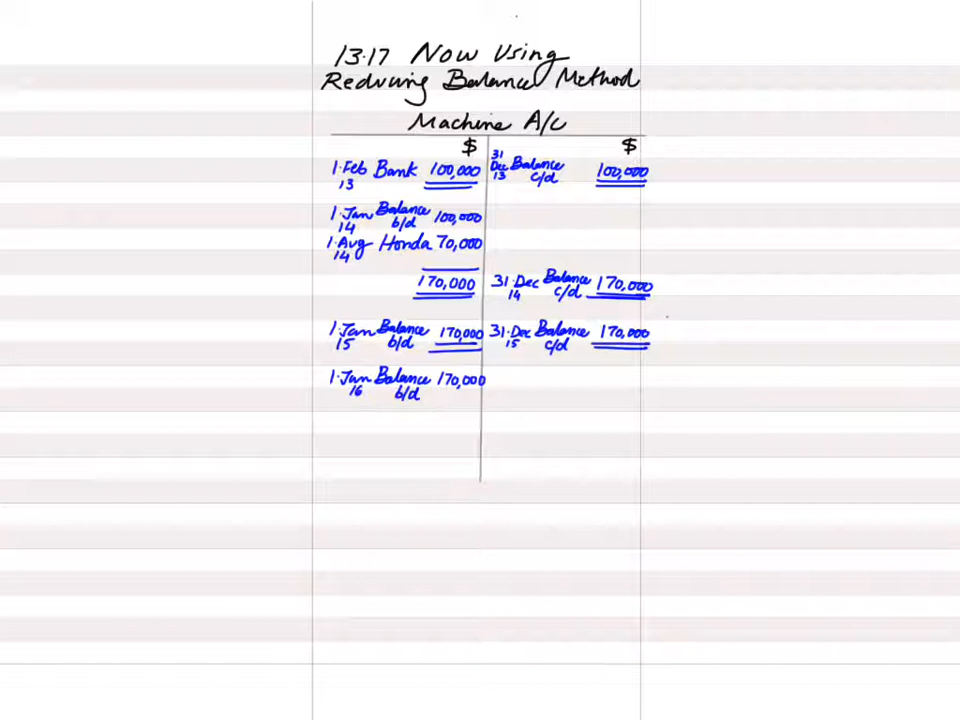 13.17 Now Using
Reducing Balance Method
Machine A/c
$ $
1.Feb 13 Bank 100,000 31 Dec 13 Balance c/d 100,000
1.Jan 14 Balance b/d 100,000
1.Aug 14 Honda 70,000
170,000 31.Dec 14 Balance c/d 170,000
1.Jan 15 Balance b/d 170,000 31.Dec 15 Balance c/d 170,000
1.Jan 16 Balance b/d 170,000